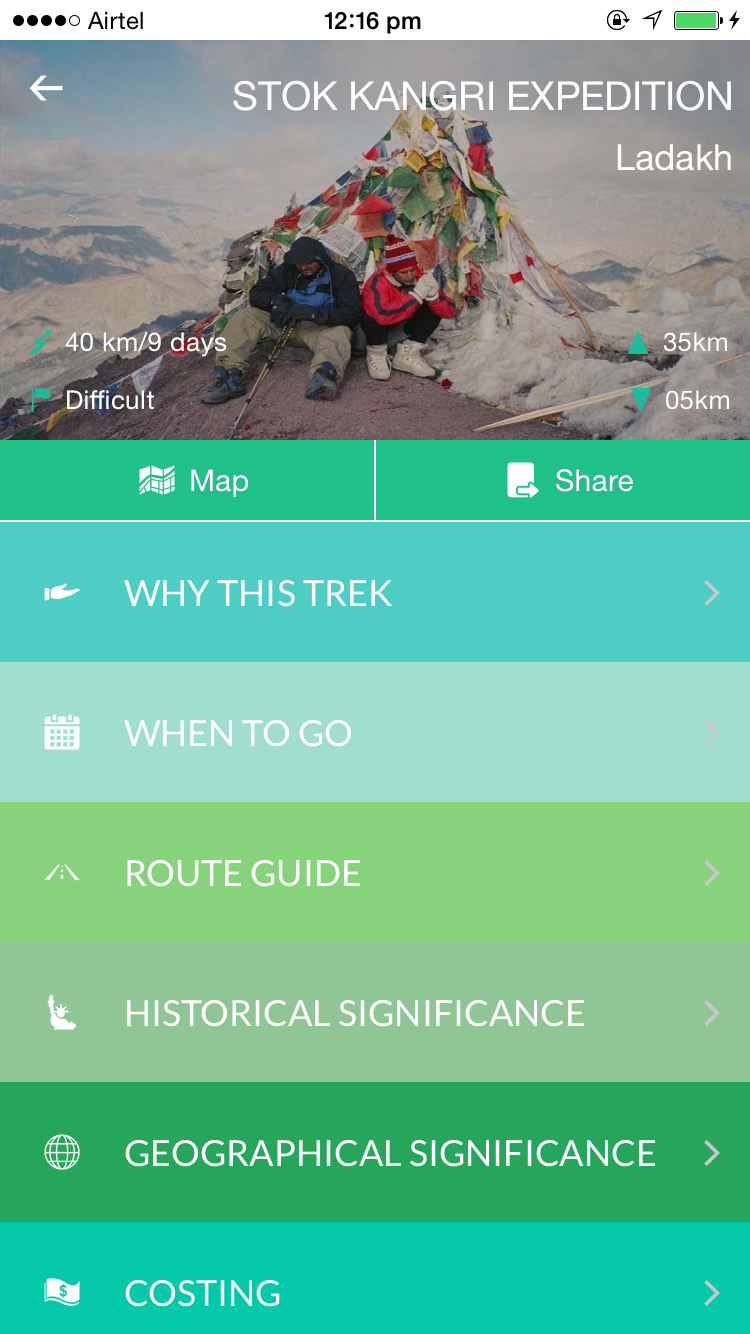 Airtel 12:16 pm
STOK KANGRI EXPEDITION
Ladakh
40 km/9 days 35km
Difficult 05km
Map Share
WHY THIS TREK
WHEN TO GO
ROUTE GUIDE
HISTORICAL SIGNIFICANCE
GEOGRAPHICAL SIGNIFICANCE
$ COSTING